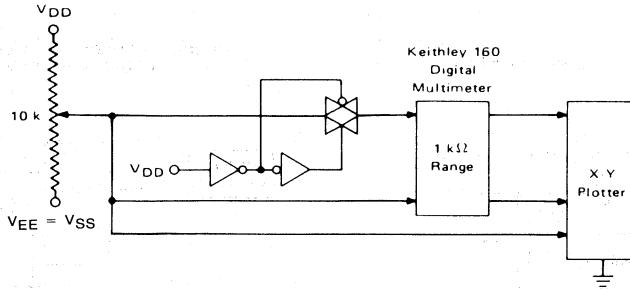 VDD
10 k
VEE = VSS
VDD
Keithley 160
Digital
Multimeter
1 kΩ
Range
X-Y
Plotter